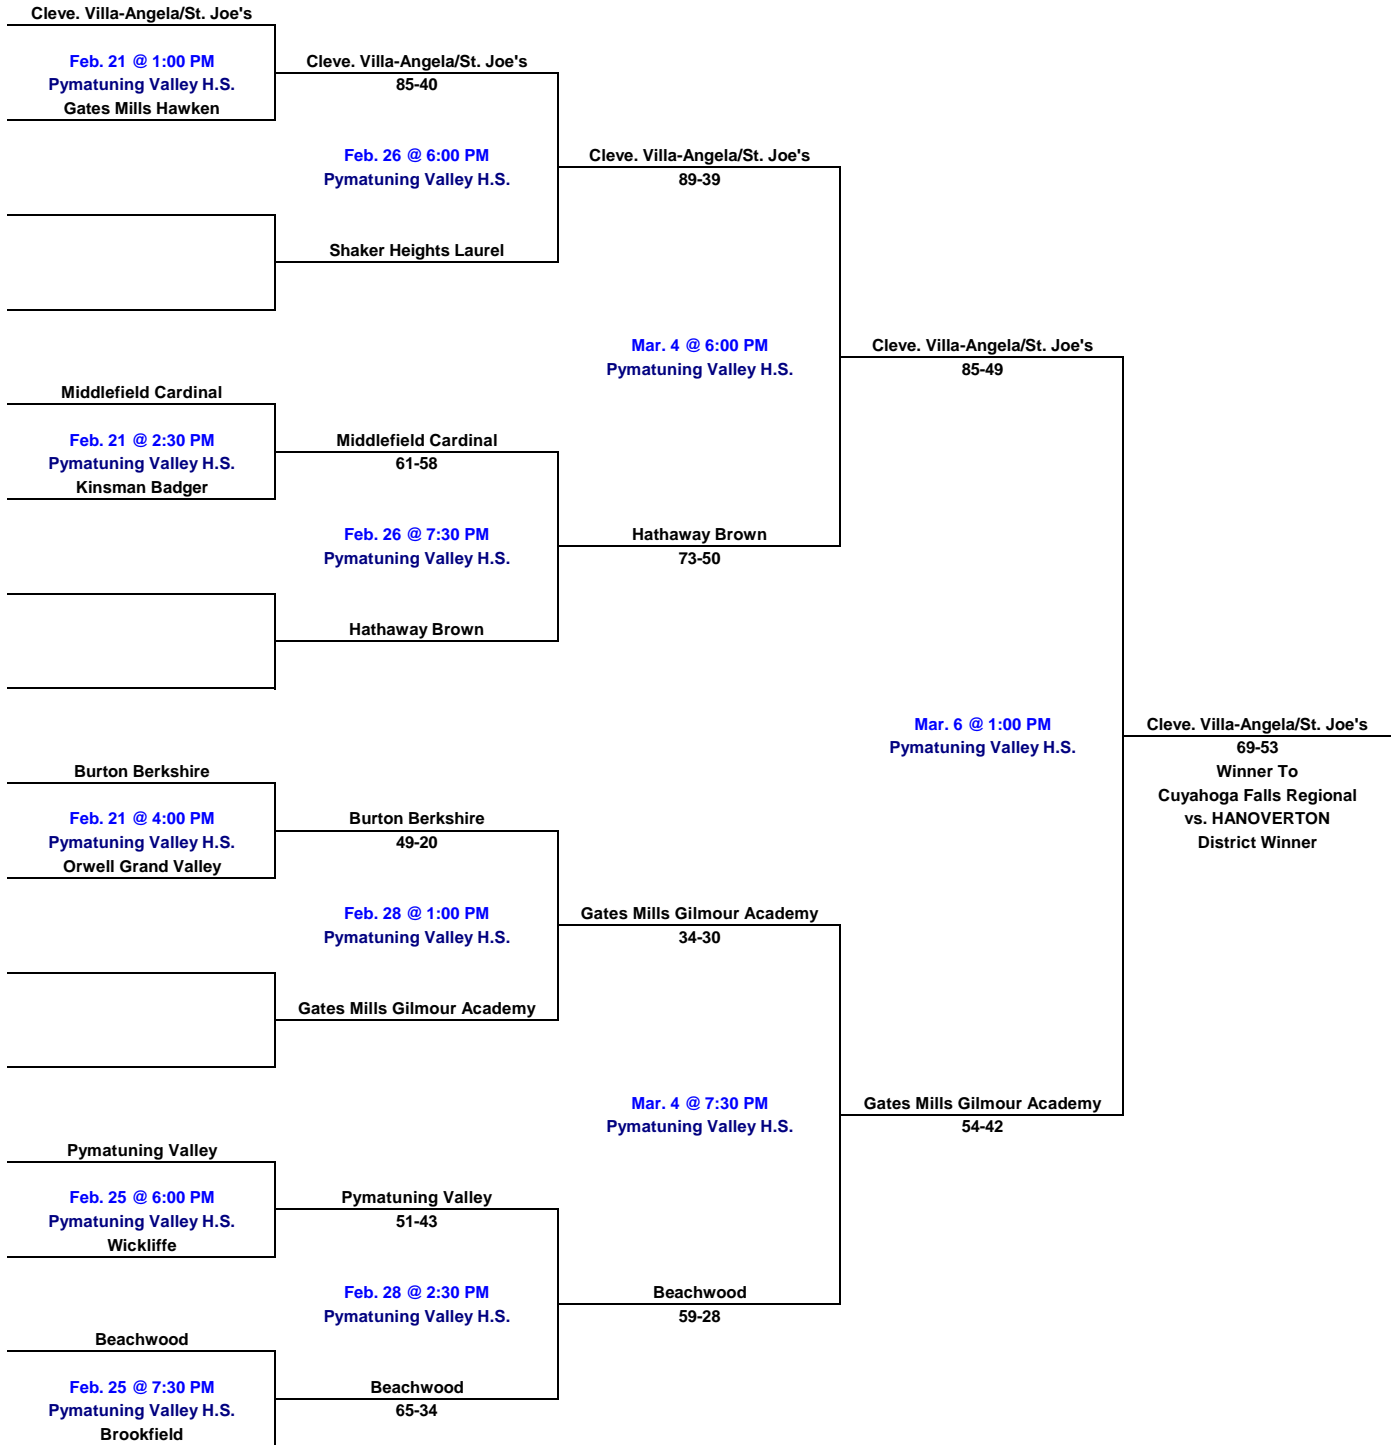 Cleve. Villa-Angela/St. Joe's
Feb. 21 @ 1:00 PM
Pymatuning Valley H.S.
Gates Mills Hawken
Cleve. Villa-Angela/St. Joe's
85-40
Feb. 26 @ 6:00 PM
Pymatuning Valley H.S.
Shaker Heights Laurel
Cleve. Villa-Angela/St. Joe's
89-39
Mar. 4 @ 6:00 PM
Pymatuning Valley H.S.
Cleve. Villa-Angela/St. Joe's
85-49
Middlefield Cardinal
Feb. 21 @ 2:30 PM
Pymatuning Valley H.S.
Kinsman Badger
Middlefield Cardinal
61-58
Feb. 26 @ 7:30 PM
Pymatuning Valley H.S.
Hathaway Brown
Hathaway Brown
73-50
Mar. 6 @ 1:00 PM
Pymatuning Valley H.S.
Cleve. Villa-Angela/St. Joe's
69-53
Winner To
Cuyahoga Falls Regional
vs. HANOVERTON
District Winner
Burton Berkshire
Feb. 21 @ 4:00 PM
Pymatuning Valley H.S.
Orwell Grand Valley
Burton Berkshire
49-20
Feb. 28 @ 1:00 PM
Pymatuning Valley H.S.
Gates Mills Gilmour Academy
Gates Mills Gilmour Academy
34-30
Mar. 4 @ 7:30 PM
Pymatuning Valley H.S.
Gates Mills Gilmour Academy
54-42
Pymatuning Valley
Feb. 25 @ 6:00 PM
Pymatuning Valley H.S.
Wickliffe
Pymatuning Valley
51-43
Feb. 28 @ 2:30 PM
Pymatuning Valley H.S.
Beachwood
59-28
Beachwood
Feb. 25 @ 7:30 PM
Pymatuning Valley H.S.
Brookfield
Beachwood
65-34